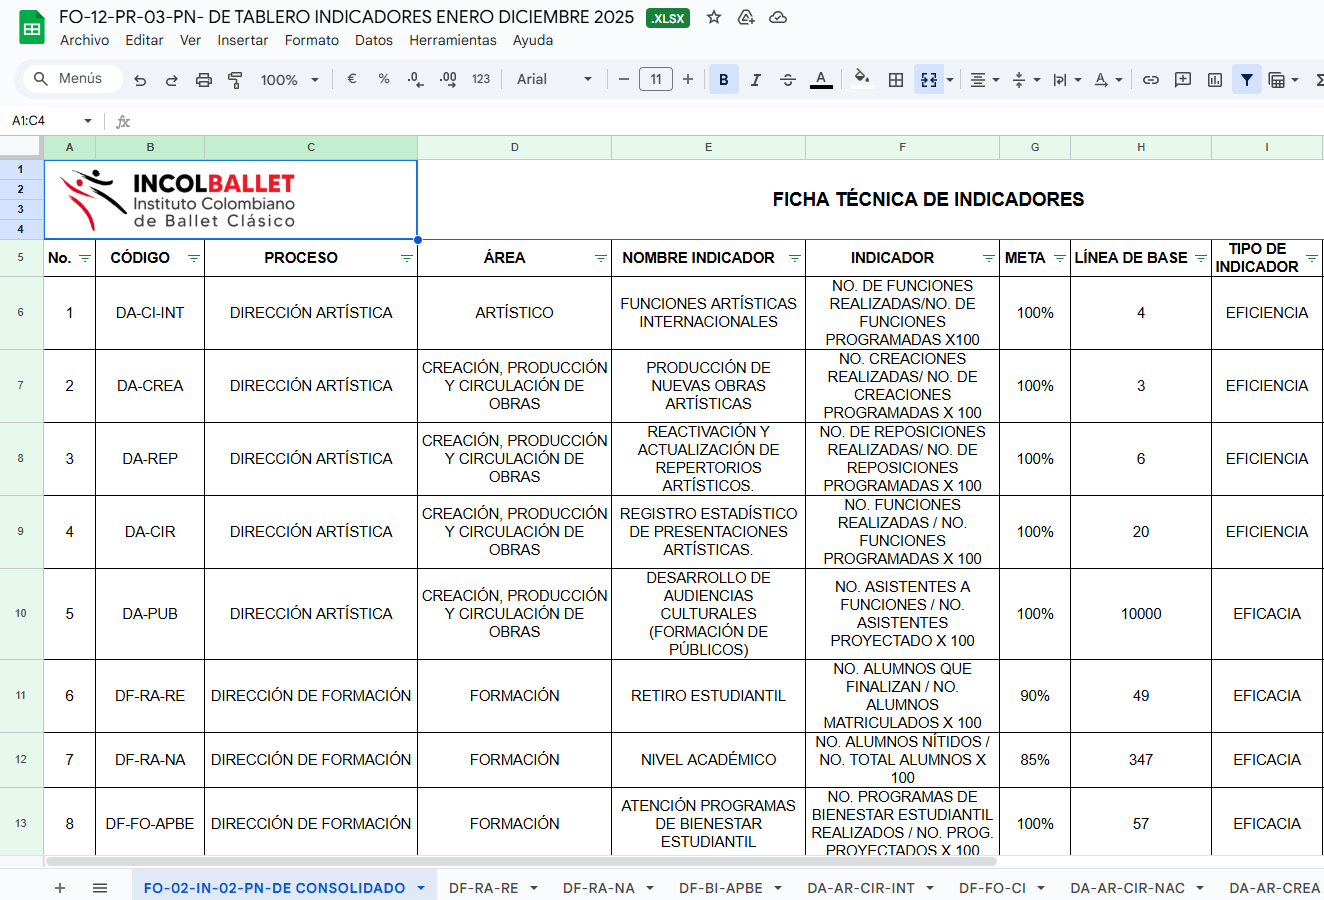 FO-12-PR-03-PN- DE TABLERO INDICADORES ENERO DICIEMBRE 2025 .XLSX
Archivo Editar Ver Insertar Formato Datos Herramientas Ayuda
Menús 100% € % .0 .00 123 Arial 11 B I A
A1:C4 fx
A B C D E F G H I
1
2
3
4
INCOLBALLET
Instituto Colombiano
de Ballet Clásico
FICHA TÉCNICA DE INDICADORES
5 No. CÓDIGO PROCESO ÁREA NOMBRE INDICADOR INDICADOR META LÍNEA DE BASE TIPO DE
INDICADOR
6 1 DA-CI-INT DIRECCIÓN ARTÍSTICA ARTÍSTICO
FUNCIONES ARTÍSTICAS
INTERNACIONALES
NO. DE FUNCIONES
REALIZADAS/NO. DE
FUNCIONES
PROGRAMADAS X100
100% 4 EFICIENCIA
7 2 DA-CREA DIRECCIÓN ARTÍSTICA
CREACIÓN, PRODUCCIÓN
Y CIRCULACIÓN DE
OBRAS
PRODUCCIÓN DE
NUEVAS OBRAS
ARTÍSTICAS
NO. CREACIONES
REALIZADAS/ NO. DE
CREACIONES
PROGRAMADAS X 100
100% 3 EFICIENCIA
8 3 DA-REP DIRECCIÓN ARTÍSTICA
CREACIÓN, PRODUCCIÓN
Y CIRCULACIÓN DE
OBRAS
REACTIVACIÓN Y
ACTUALIZACIÓN DE
REPERTORIOS
ARTÍSTICOS.
NO. DE REPOSICIONES
REALIZADAS/ NO. DE
REPOSICIONES
PROGRAMADAS X 100
100% 6 EFICIENCIA
9 4 DA-CIR DIRECCIÓN ARTÍSTICA
CREACIÓN, PRODUCCIÓN
Y CIRCULACIÓN DE
OBRAS
REGISTRO ESTADÍSTICO
DE PRESENTACIONES
ARTÍSTICAS.
NO. FUNCIONES
REALIZADAS / NO.
FUNCIONES
PROGRAMADAS X 100
100% 20 EFICIENCIA
10 5 DA-PUB DIRECCIÓN ARTÍSTICA
CREACIÓN, PRODUCCIÓN
Y CIRCULACIÓN DE
OBRAS
DESARROLLO DE
AUDIENCIAS
CULTURALES
(FORMACIÓN DE
PÚBLICOS)
NO. ASISTENTES A
FUNCIONES / NO.
ASISTENTES
PROYECTADO X 100
100% 10000 EFICACIA
11 6 DF-RA-RE DIRECCIÓN DE FORMACIÓN FORMACIÓN RETIRO ESTUDIANTIL
NO. ALUMNOS QUE
FINALIZAN / NO.
ALUMNOS
MATRICULADOS X 100
90% 49 EFICACIA
12 7 DF-RA-NA DIRECCIÓN DE FORMACIÓN FORMACIÓN NIVEL ACADÉMICO
NO. ALUMNOS NÍTIDOS /
NO. TOTAL ALUMNOS X
100
85% 347 EFICACIA
13 8 DF-FO-APBE DIRECCIÓN DE FORMACIÓN FORMACIÓN
ATENCIÓN PROGRAMAS
DE BIENESTAR
ESTUDIANTIL
NO. PROGRAMAS DE
BIENESTAR ESTUDIANTIL
REALIZADOS / NO. PROG.
PROYECTADOS X 100
100% 57 EFICACIA
FO-02-IN-02-PN-DE CONSOLIDADO DF-RA-RE DF-RA-NA DF-BI-APBE DA-AR-CIR-INT DF-FO-CI DA-AR-CIR-NAC DA-AR-CREA